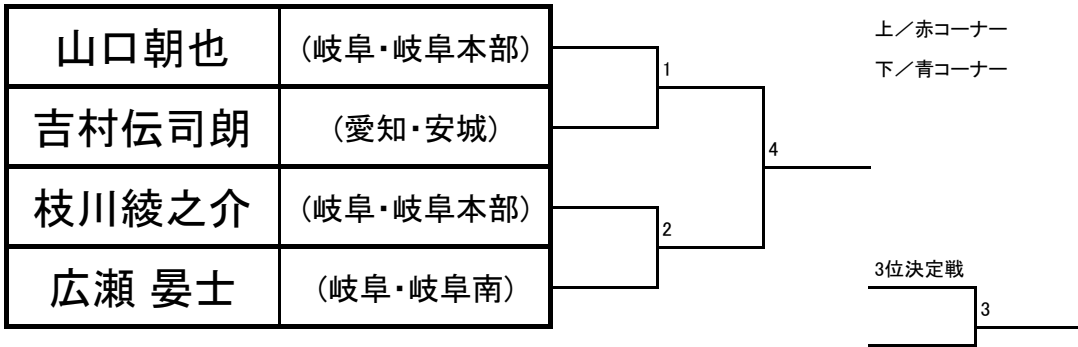 山口朝也 (岐阜・岐阜本部)
吉村伝司朗 (愛知・安城)
枝川綾之介 (岐阜・岐阜本部)
広瀬 晏士 (岐阜・岐阜南)
1
2
4
上／赤コーナー
下／青コーナー
3位決定戦
3